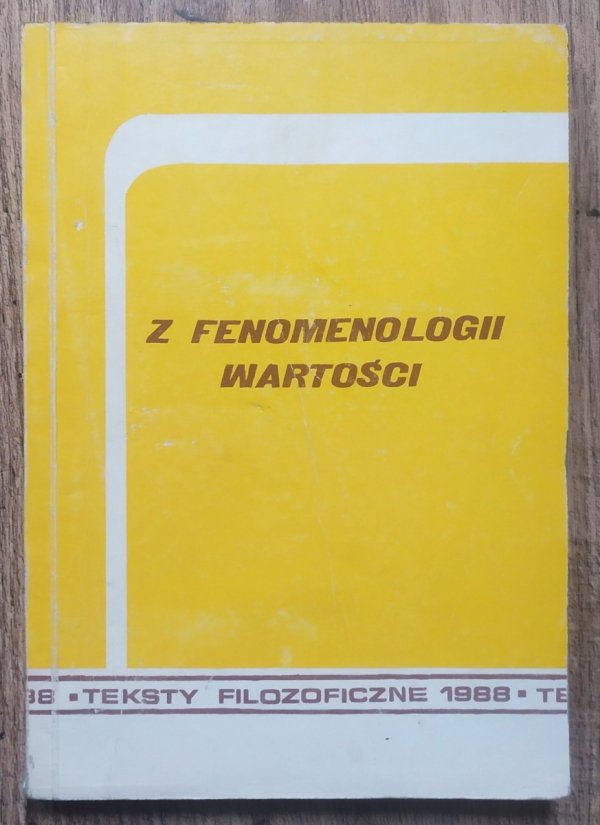 Z FENOMENOLOGII
WARTOŚCI
88 ▪ TEKSTY FILOZOFICZNE 1988 ▪ TE